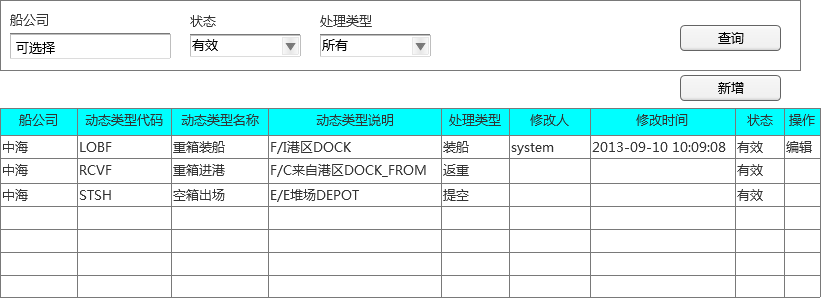 船公司 状态 处理类型
可选择 有效 所有 查询
新增
船公司 动态类型代码 动态类型名称 动态类型说明 处理类型 修改人 修改时间 状态 操作
中海 LOBF 重箱装船 F/I港区DOCK 装船 system 2013-09-10 10:09:08 有效 编辑
中海 RCVF 重箱进港 F/C来自港区DOCK_FROM 返重 有效
中海 STSH 空箱出场 E/E堆场DEPOT 提空 有效